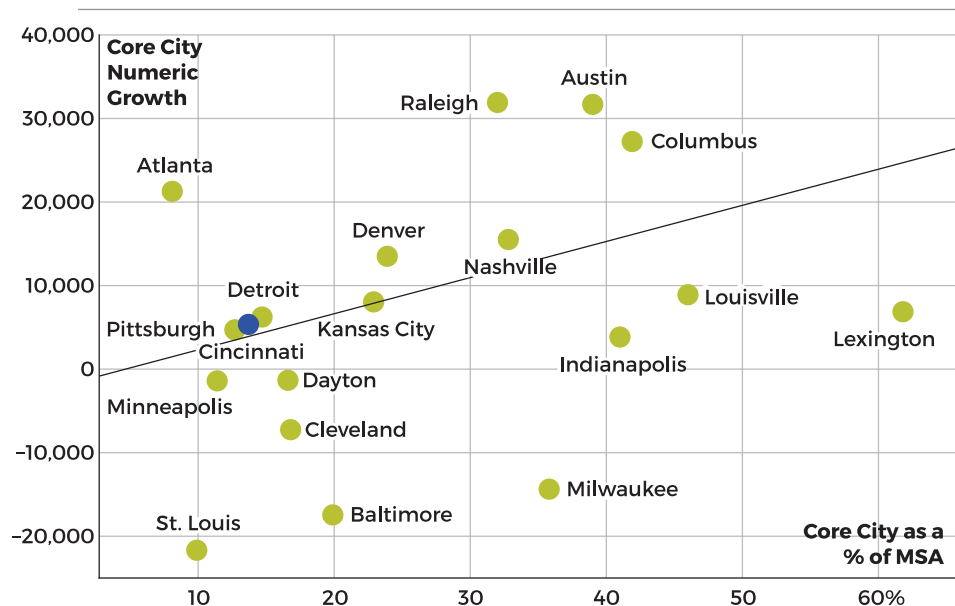 40,000
Core City
Numeric
Growth
30,000
20,000
10,000
0
–10,000
–20,000
Austin
Raleigh
Columbus
Atlanta
Denver
Nashville
Detroit
Louisville
Pittsburgh
Kansas City
Lexington
Cincinnati
Indianapolis
Dayton
Minneapolis
Cleveland
Milwaukee
Baltimore
St. Louis
Core City as a
% of MSA
10
20
30
40
50
60%